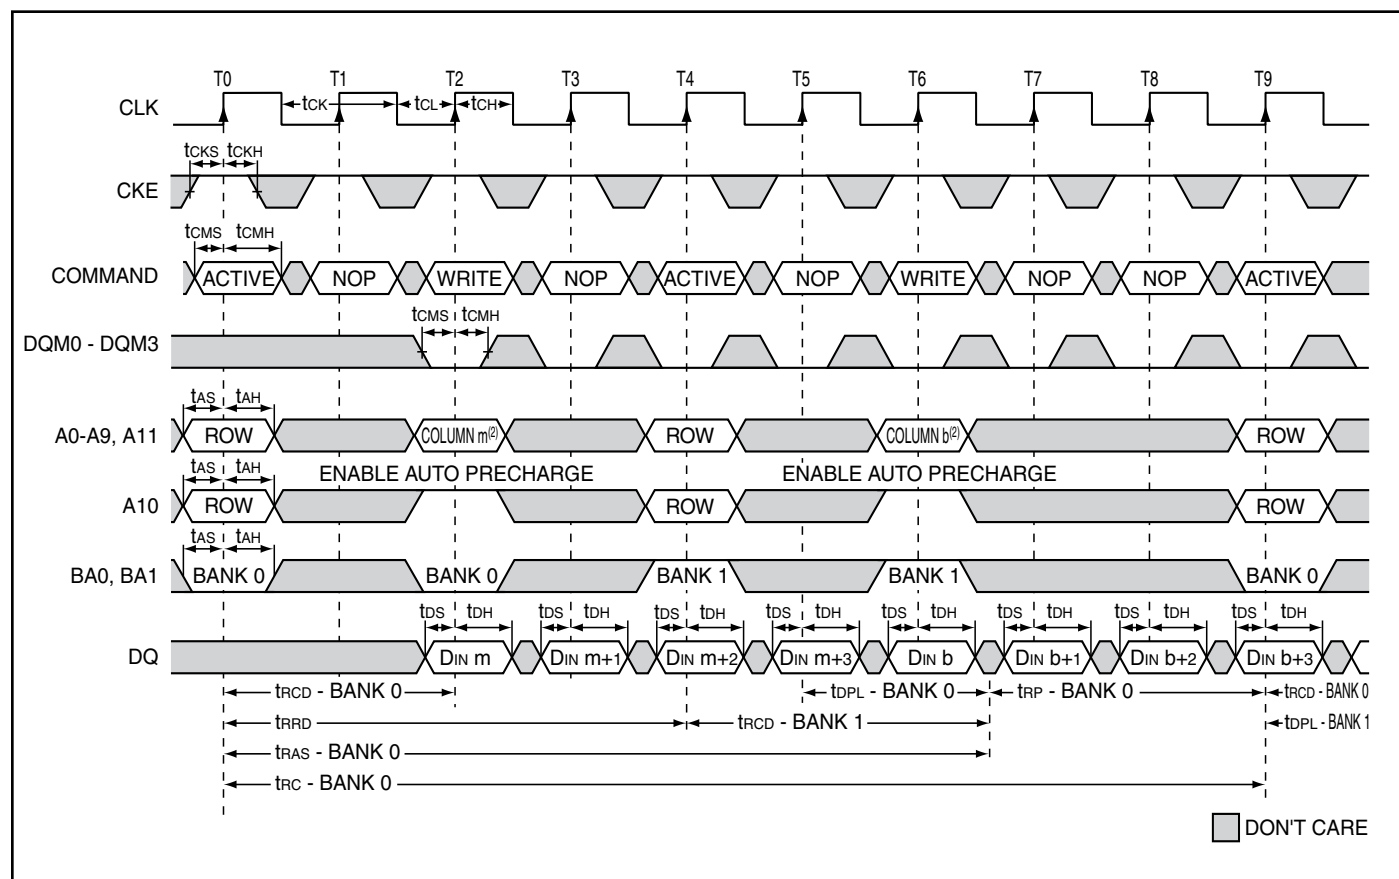 T0 T1 T2 T3 T4 T5 T6 T7 T8 T9
CLK tCK tCL tCH
tCKS tCKH
CKE
tCMS tCMH
COMMAND ACTIVE NOP WRITE NOP ACTIVE NOP WRITE NOP NOP ACTIVE
tCMS tCMH
DQM0 - DQM3
tAS tAH
A0-A9, A11 ROW COLUMN m(2) ROW COLUMN b(2) ROW
tAS tAH ENABLE AUTO PRECHARGE ENABLE AUTO PRECHARGE
A10 ROW ROW ROW
tAS tAH
BA0, BA1 BANK 0 BANK 0 BANK 1 BANK 1 BANK 0
tDS tDH tDS tDH tDS tDH tDS tDH tDS tDH tDS tDH tDS tDH tDS tDH
DQ DIN m DIN m+1 DIN m+2 DIN m+3 DIN b DIN b+1 DIN b+2 DIN b+3
tRCD - BANK 0 tDPL - BANK 0 tRP - BANK 0 tRCD - BANK 0
tRRD tRCD - BANK 1 tDPL - BANK 1
tRAS - BANK 0
tRC - BANK 0
DON'T CARE